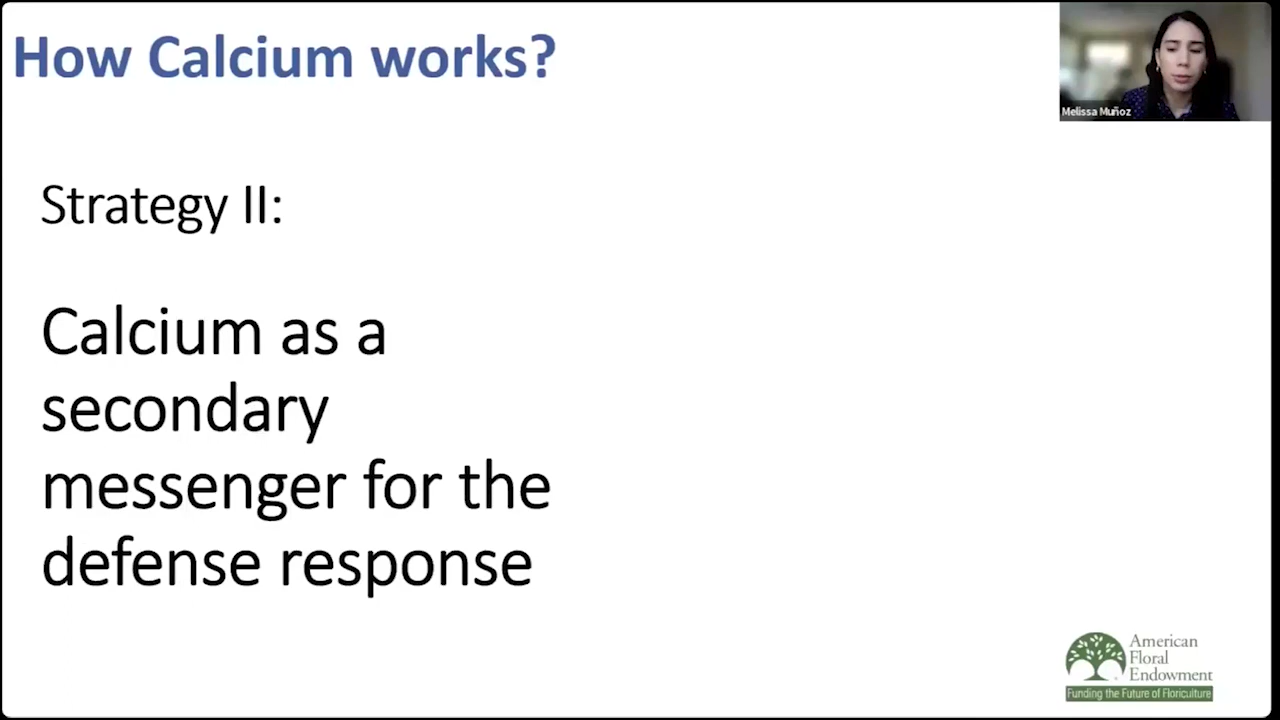 How Calcium works?
Melissa Muñoz
Strategy II:
Calcium as a
secondary
messenger for the
defense response
American
Floral
Endowment
Funding the Future of Floriculture